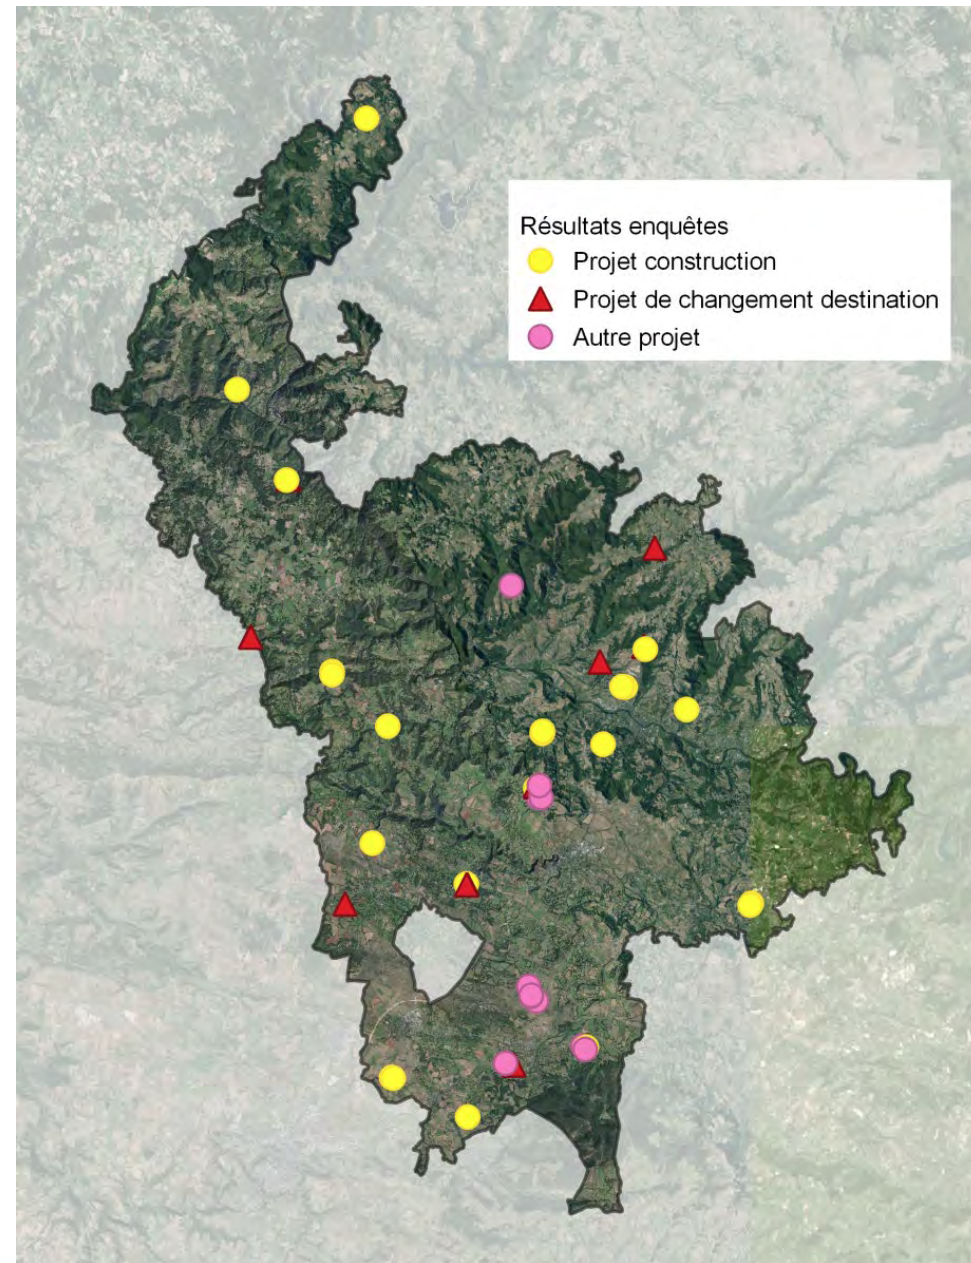 Résultats enquêtes
Projet construction
Projet de changement destination
Autre projet